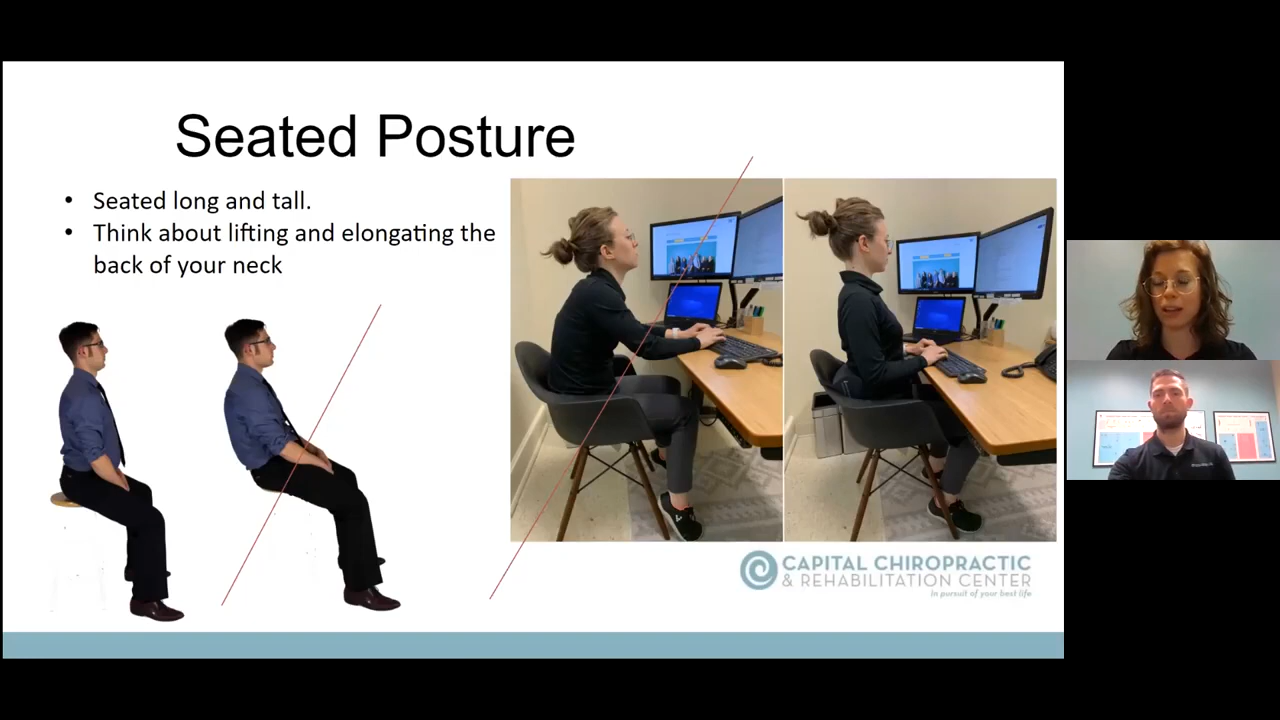 Seated Posture
• Seated long and tall.
• Think about lifting and elongating the
back of your neck
CAPITAL CHIROPRACTIC
& REHABILITATION CENTER
in pursuit of your best life